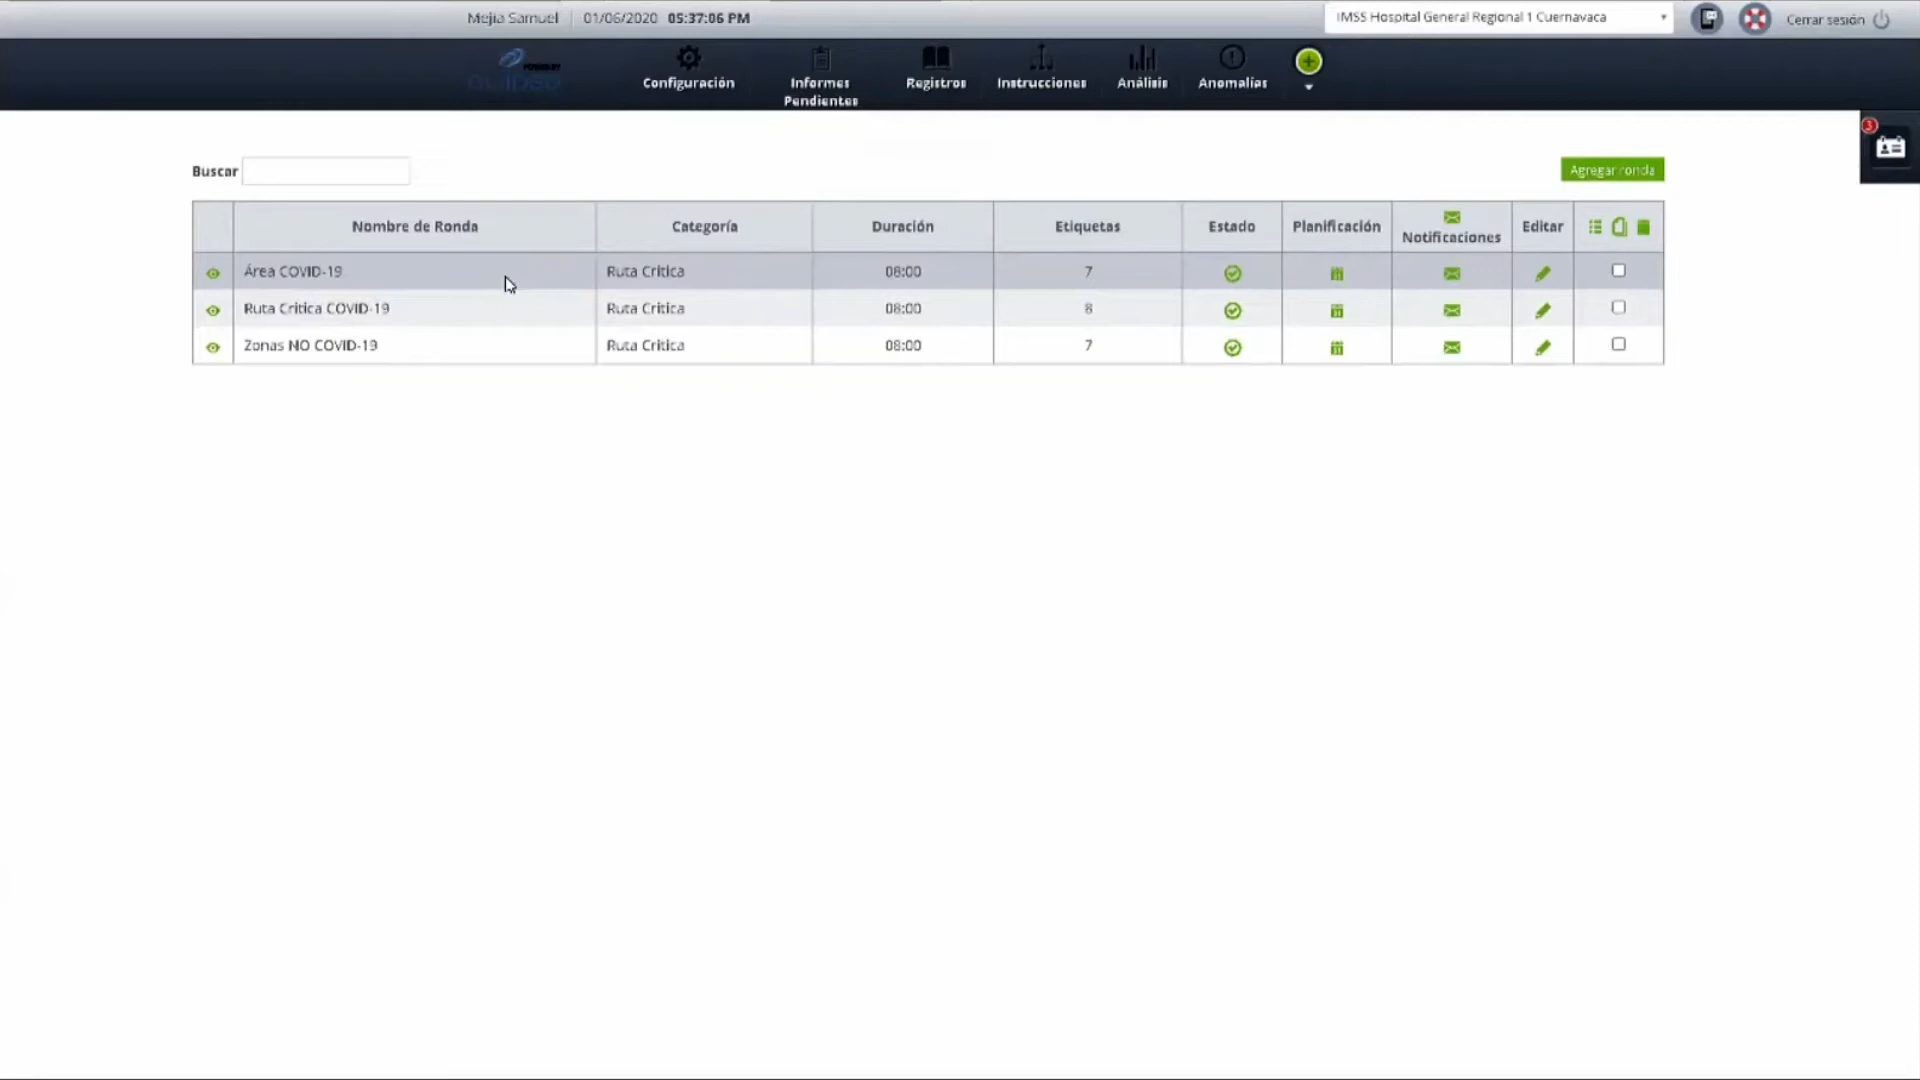 Mejia Samuel 01/06/2020 05:37:06 PM IMSS Hospital General Regional 1 Cuernavaca Cerrar sesión
Configuración Informes Pendientes Registros Instrucciones Análisis Anomalías
3
Buscar Agregar ronda
Nombre de Ronda Categoría Duración Etiquetas Estado Planificación Notificaciones Editar
Área COVID-19 Ruta Critica 08:00 7
Ruta Critica COVID-19 Ruta Critica 08:00 8
Zonas NO COVID-19 Ruta Critica 08:00 7